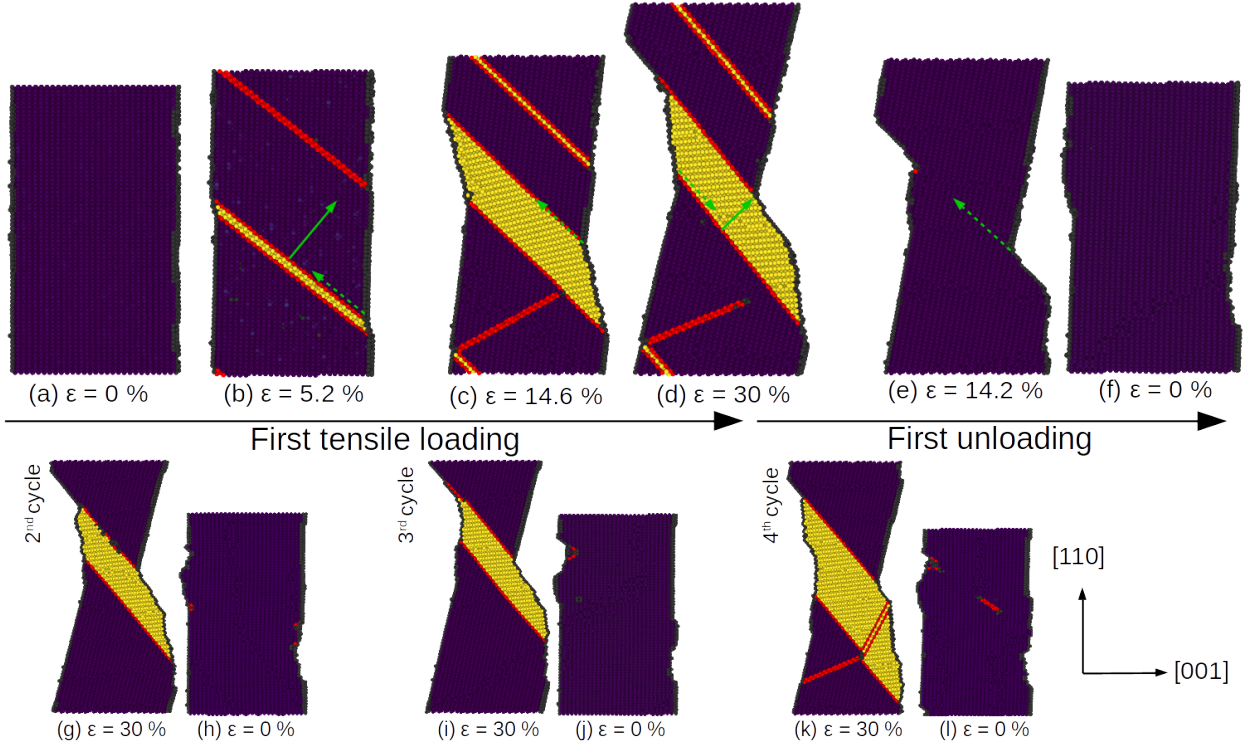 (a) ε = 0 %
(b) ε = 5.2 %
(c) ε = 14.6 %
(d) ε = 30 %
(e) ε = 14.2 %
(f) ε = 0 %
First tensile loading
First unloading
2nd cycle
3rd cycle
4th cycle
[110]
[001]
(g) ε = 30 %
(h) ε = 0 %
(i) ε = 30 %
(j) ε = 0 %
(k) ε = 30 %
(l) ε = 0 %